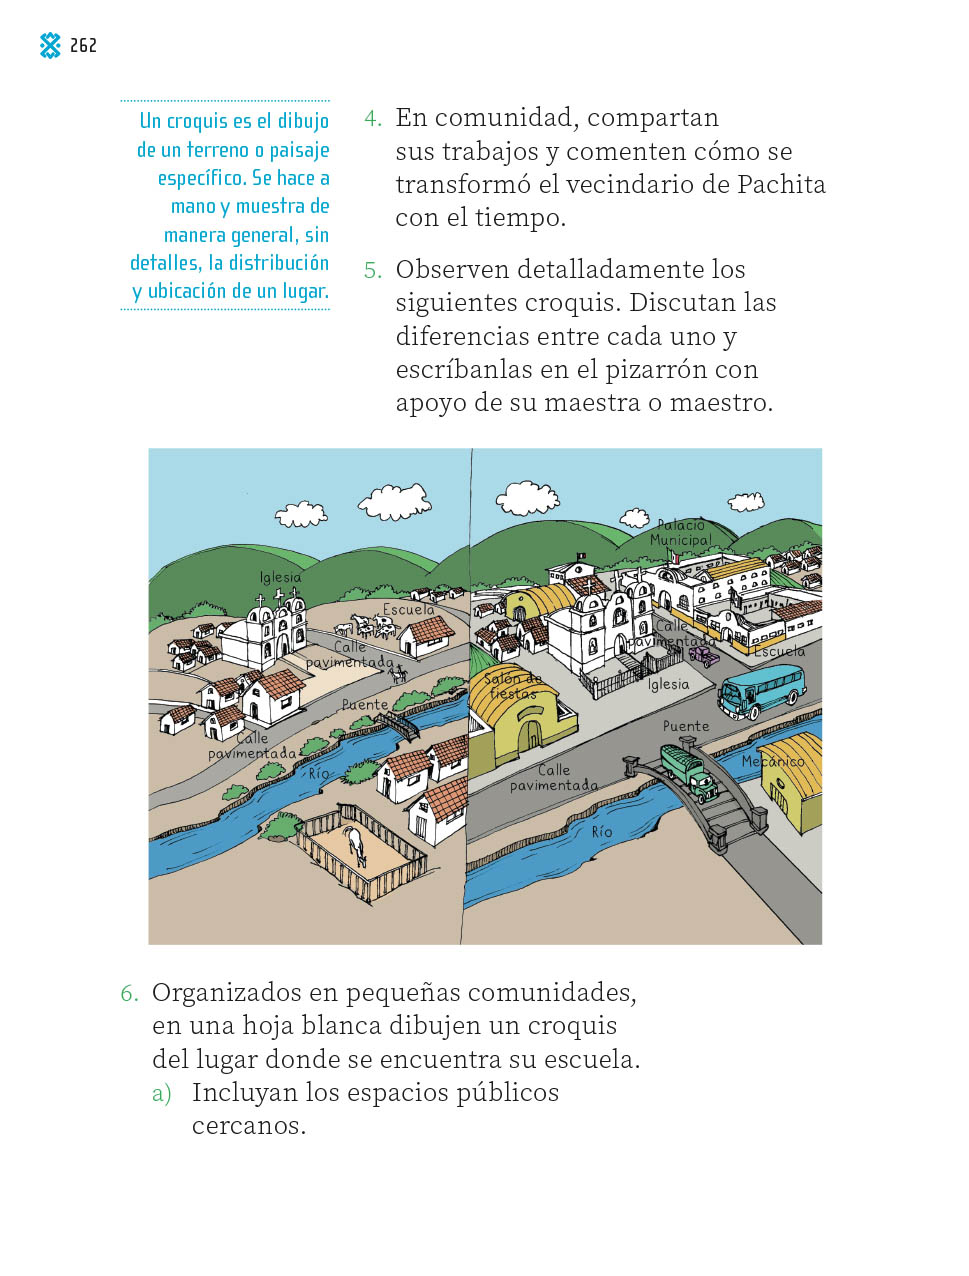 262
Un croquis es el dibujo
de un terreno o paisaje
específico. Se hace a
mano y muestra de
manera general, sin
detalles, la distribución
y ubicación de un lugar.
4. En comunidad, compartan
sus trabajos y comenten cómo se
transformó el vecindario de Pachita
con el tiempo.
5. Observen detalladamente los
siguientes croquis. Discutan las
diferencias entre cada uno y
escríbanlas en el pizarrón con
apoyo de su maestra o maestro.
Iglesia
Escuela
Calle
pavimentada
Puente
Calle
pavimentada
Río
Palacio
Municipal
Calle
pavimentada
Escuela
Salón de
fiestas
Iglesia
Puente
Mecánico
Calle
pavimentada
Río
6. Organizados en pequeñas comunidades,
en una hoja blanca dibujen un croquis
del lugar donde se encuentra su escuela.
a) Incluyan los espacios públicos
cercanos.